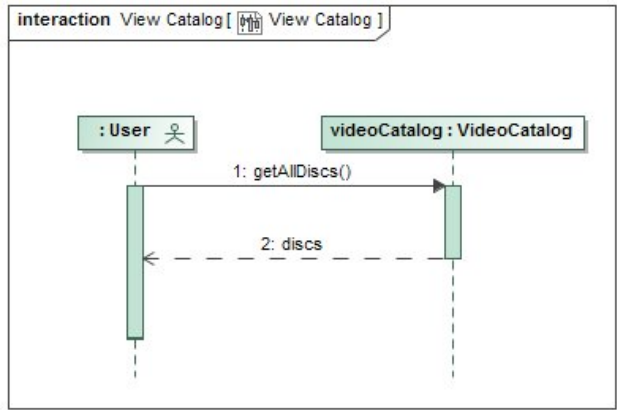 interaction View Catalog [ View Catalog ]
: User
videoCatalog : VideoCatalog
1: getAllDiscs()
2: discs